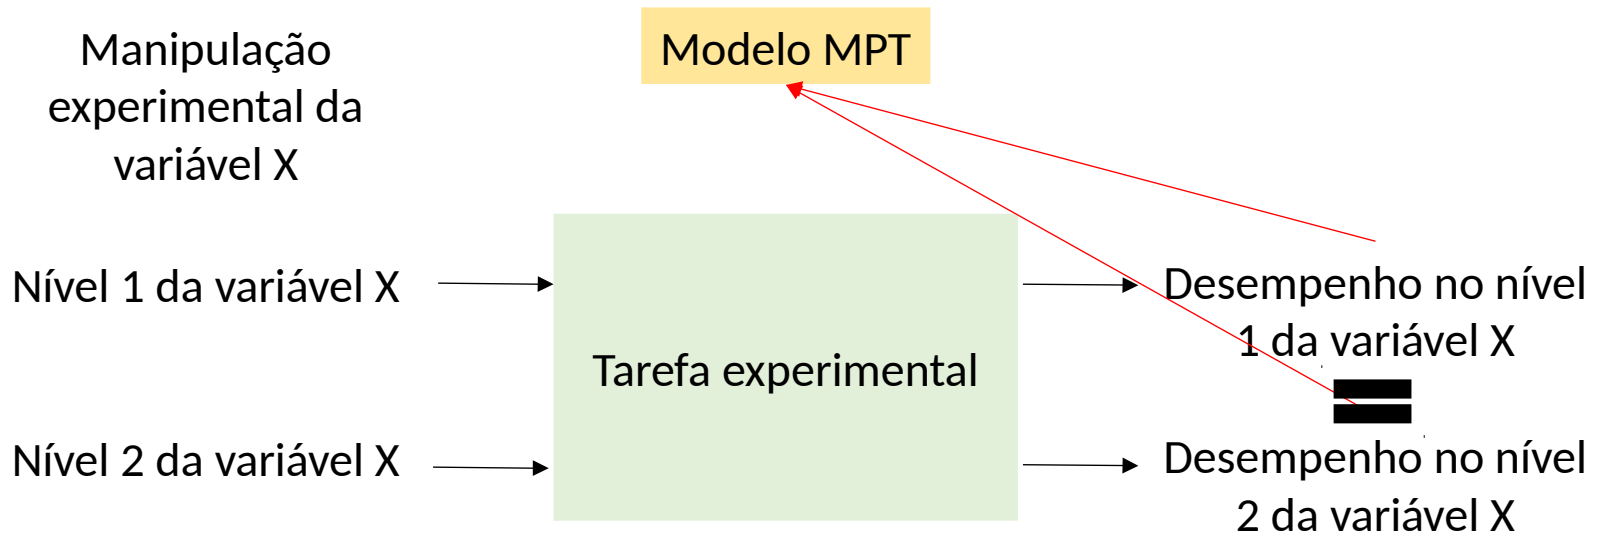 Manipulação
experimental da
variável X
Modelo MPT
Nível 1 da variável X
Tarefa experimental
Desempenho no nível
1 da variável X
Nível 2 da variável X
Desempenho no nível
2 da variável X